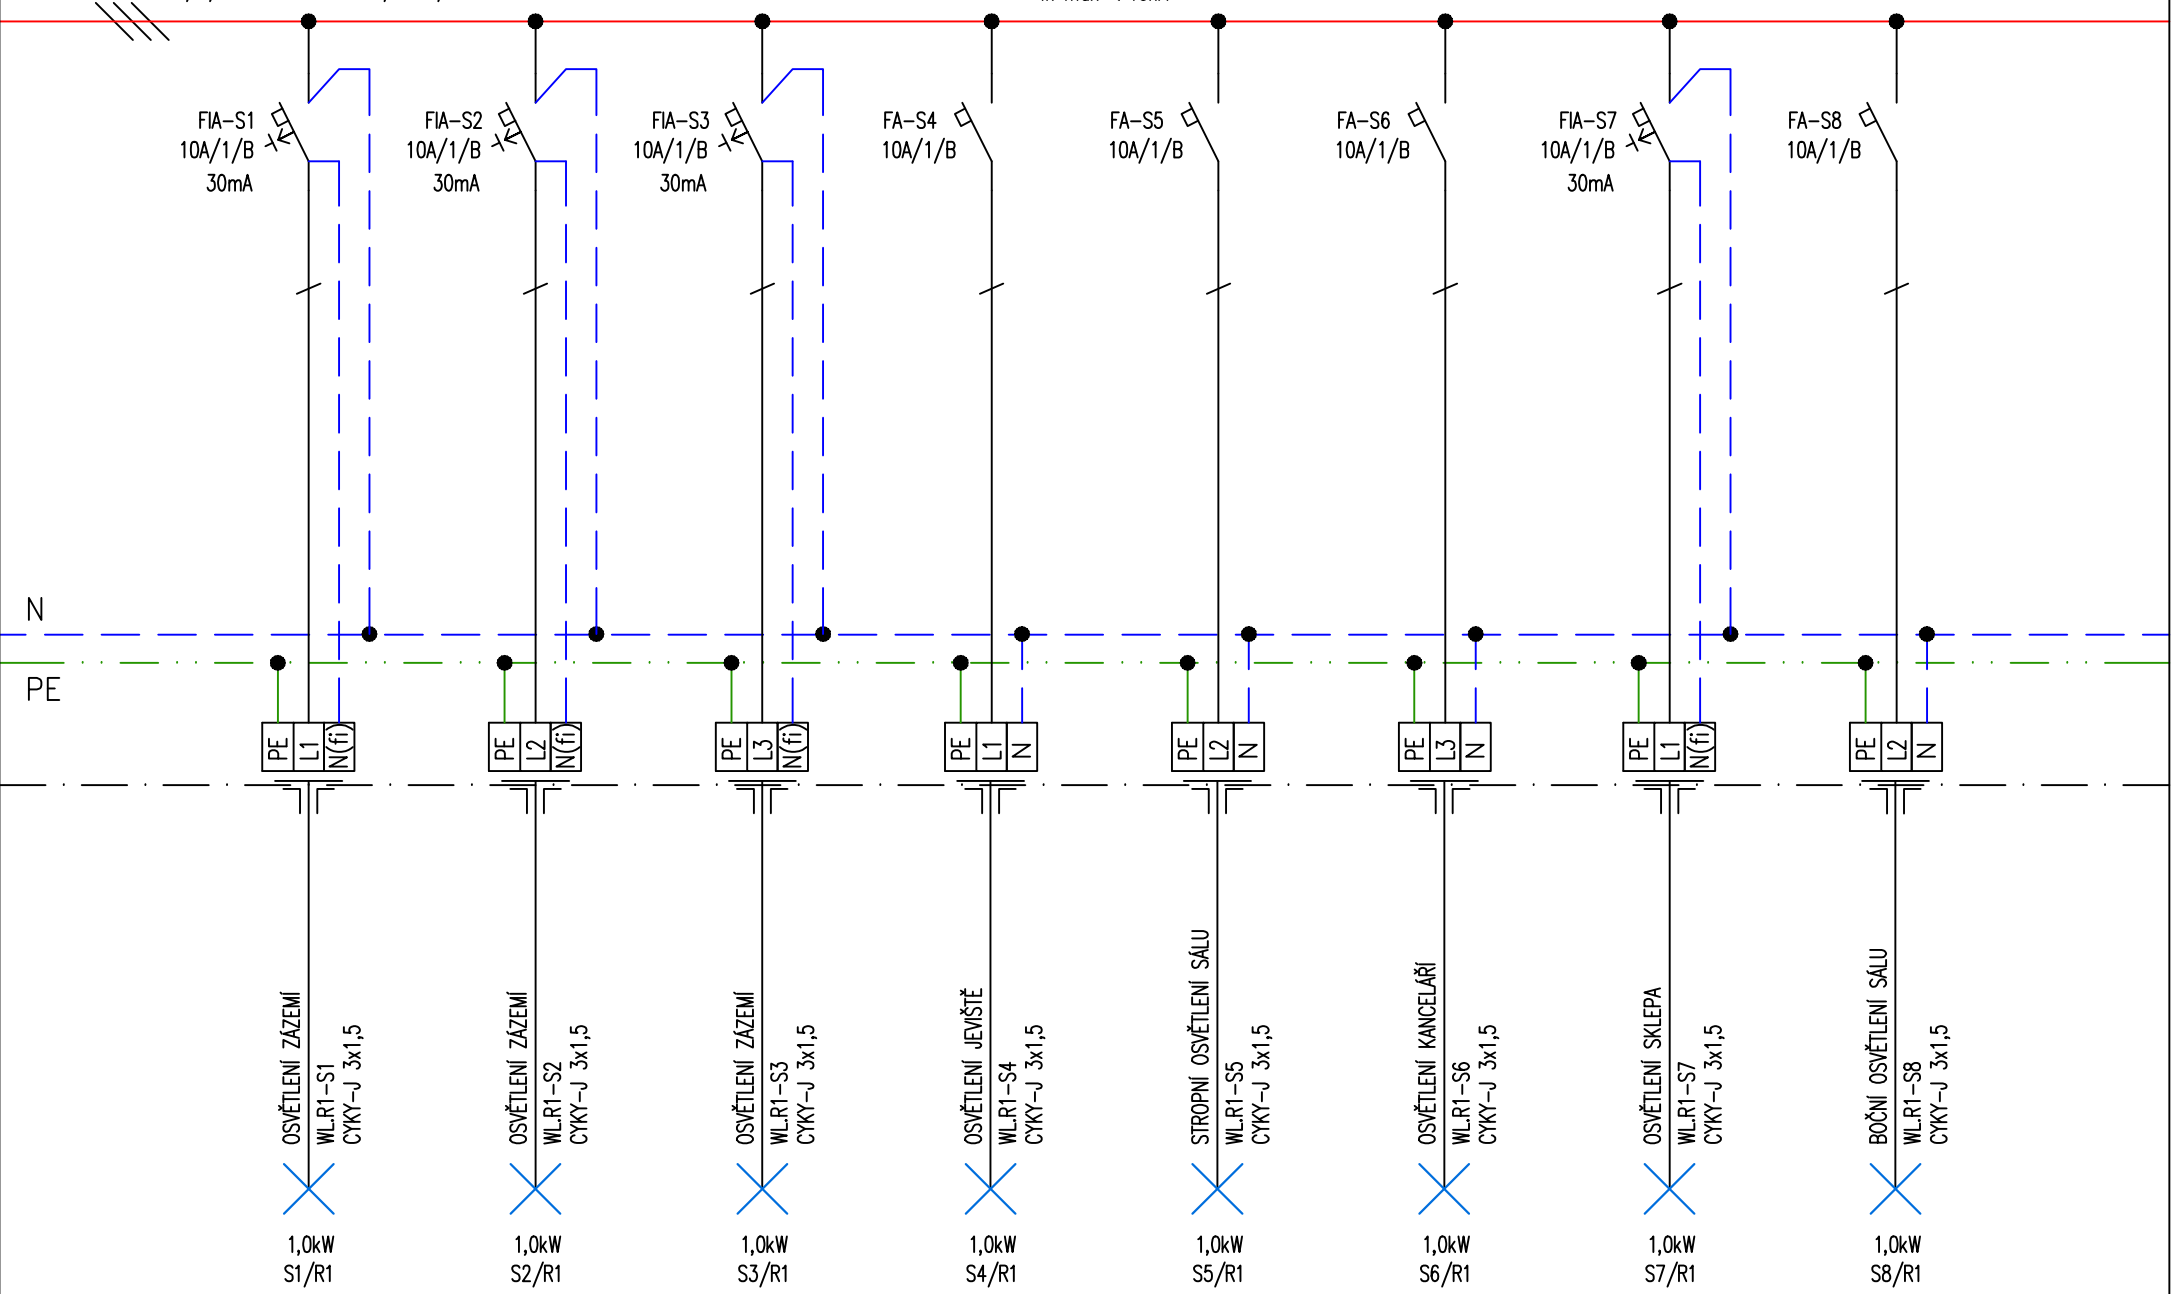 FIA-S1
10A/1/B
30mA
FIA-S2
10A/1/B
30mA
FIA-S3
10A/1/B
30mA
FA-S4
10A/1/B
FA-S5
10A/1/B
FA-S6
10A/1/B
FIA-S7
10A/1/B
30mA
FA-S8
10A/1/B
N
PE
PE L1 N(fi)
PE L2 N(fi)
PE L3 N(fi)
PE L1 N
PE L2 N
PE L3 N
PE L1 N(fi)
PE L2 N
OSVĚTLENÍ ZÁZEMÍ
WL.R1-S1
CYKY-J 3x1,5
OSVĚTLENÍ ZÁZEMÍ
WL.R1-S2
CYKY-J 3x1,5
OSVĚTLENÍ ZÁZEMÍ
WL.R1-S3
CYKY-J 3x1,5
OSVĚTLENÍ JEVIŠTĚ
WL.R1-S4
CYKY-J 3x1,5
STROPNÍ OSVĚTLENÍ SÁLU
WL.R1-S5
CYKY-J 3x1,5
OSVĚTLENÍ KANCELÁŘÍ
WL.R1-S6
CYKY-J 3x1,5
OSVĚTLENÍ SKLEPA
WL.R1-S7
CYKY-J 3x1,5
BOČNÍ OSVĚTLENÍ SÁLU
WL.R1-S8
CYKY-J 3x1,5
1,0kW
S1/R1
1,0kW
S2/R1
1,0kW
S3/R1
1,0kW
S4/R1
1,0kW
S5/R1
1,0kW
S6/R1
1,0kW
S7/R1
1,0kW
S8/R1